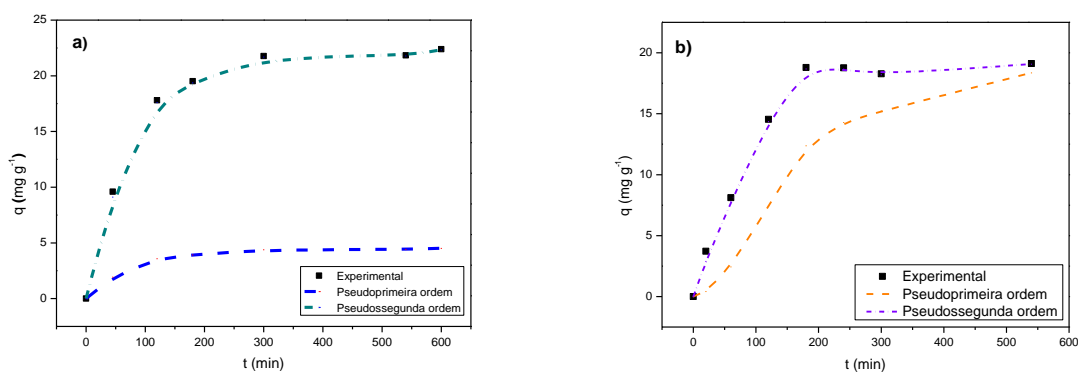 a)
25
20
15
10
5
0
q (mg g⁻¹)
0 100 200 300 400 500 600
t (min)
Experimental
Pseudoprimeira ordem
Pseudossegunda ordem
b)
20
15
10
5
0
q (mg g⁻¹)
0 100 200 300 400 500 600
t (min)
Experimental
Pseudoprimeira ordem
Pseudossegunda ordem